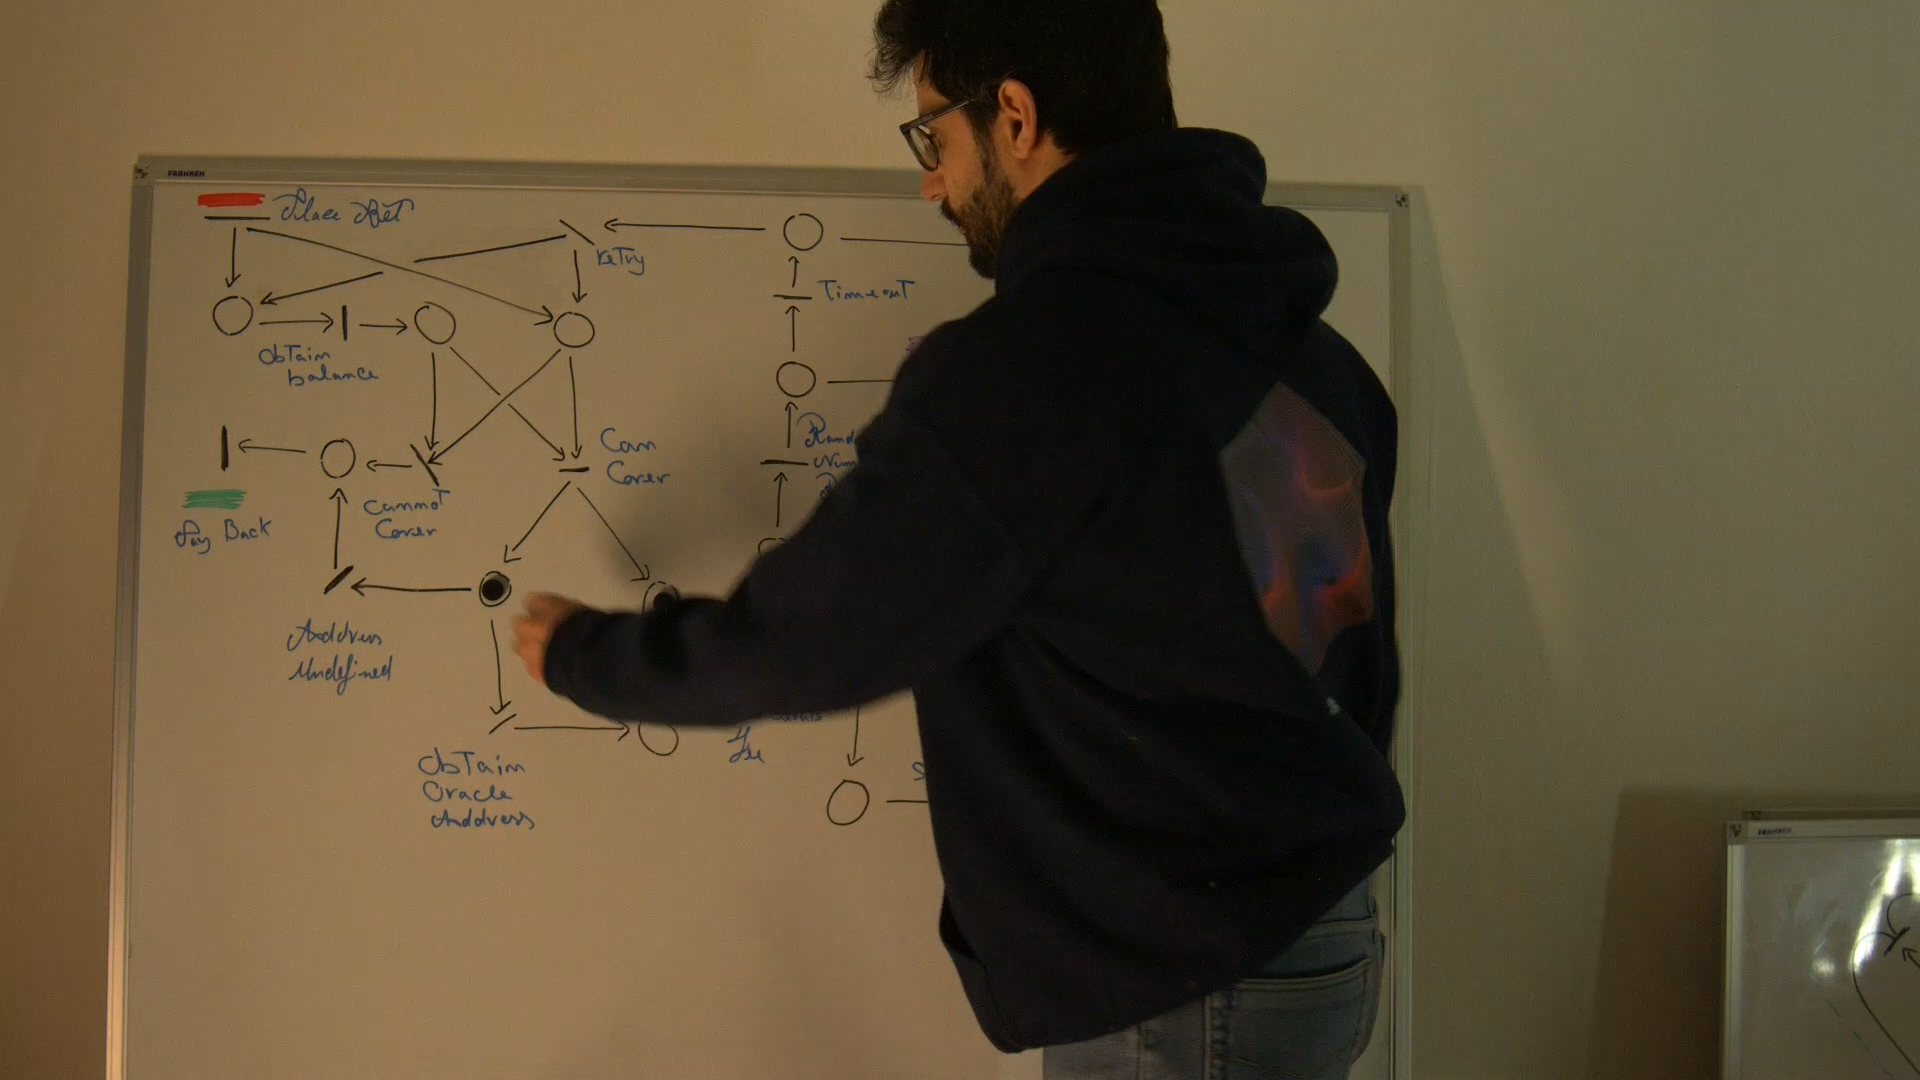 FRANKEN
Place Bet
reTry
Timeout
obTain
balance
Can
Cover
Cannot
Cover
Pay Back
Address
Undefined
Fee
ObTain
Oracle
Address
FRANKEN